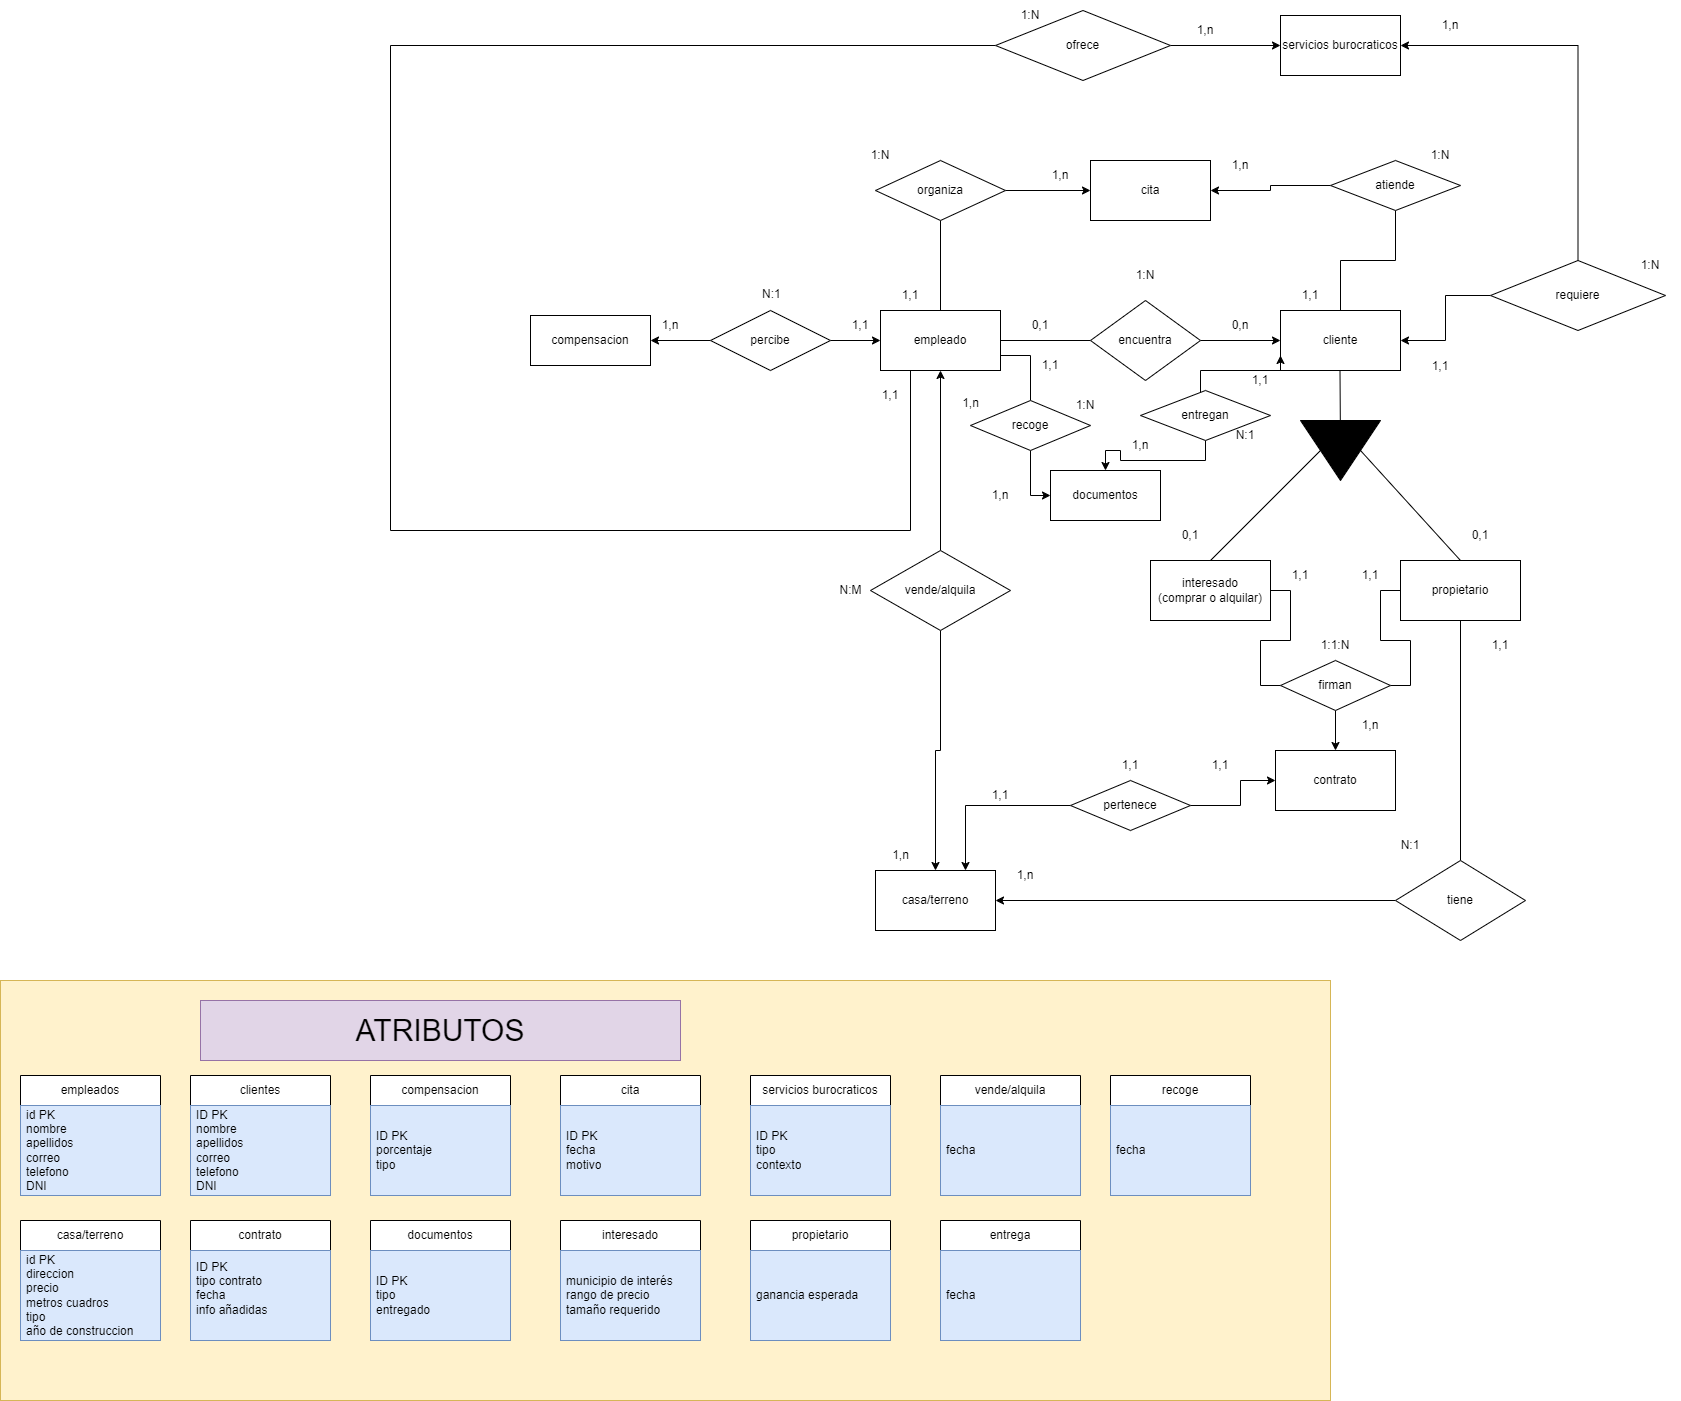 1:N
ofrece
1,n
servicios burocraticos
1,n
1:N
organiza
1,n
cita
1,n
1:N
atiende
1:N
requiere
1:N
N:1
1,1
1,1
compensacion
1,n
percibe
1,1
empleado
0,1
encuentra
0,n
cliente
1,1
1,1
1,1
1,1
1,n
1:N
recoge
entregan
N:1
1,n
1,n
documentos
0,1
0,1
N:M
vende/alquila
interesado
(comprar o alquilar)
1,1
1,1
propietario
1:1:N
1,1
firman
1,n
1,1
1,1
contrato
1,1
pertenece
N:1
1,n
1,n
casa/terreno
tiene
ATRIBUTOS
empleados
id PK
nombre
apellidos
correo
telefono
DNI
clientes
ID PK
nombre
apellidos
correo
telefono
DNI
compensacion
ID PK
porcentaje
tipo
cita
ID PK
fecha
motivo
servicios burocraticos
ID PK
tipo
contexto
vende/alquila
fecha
recoge
fecha
casa/terreno
id PK
direccion
precio
metros cuadros
tipo
año de construccion
contrato
ID PK
tipo contrato
fecha
info añadidas
documentos
ID PK
tipo
entregado
interesado
municipio de interés
rango de precio
tamaño requerido
propietario
ganancia esperada
entrega
fecha